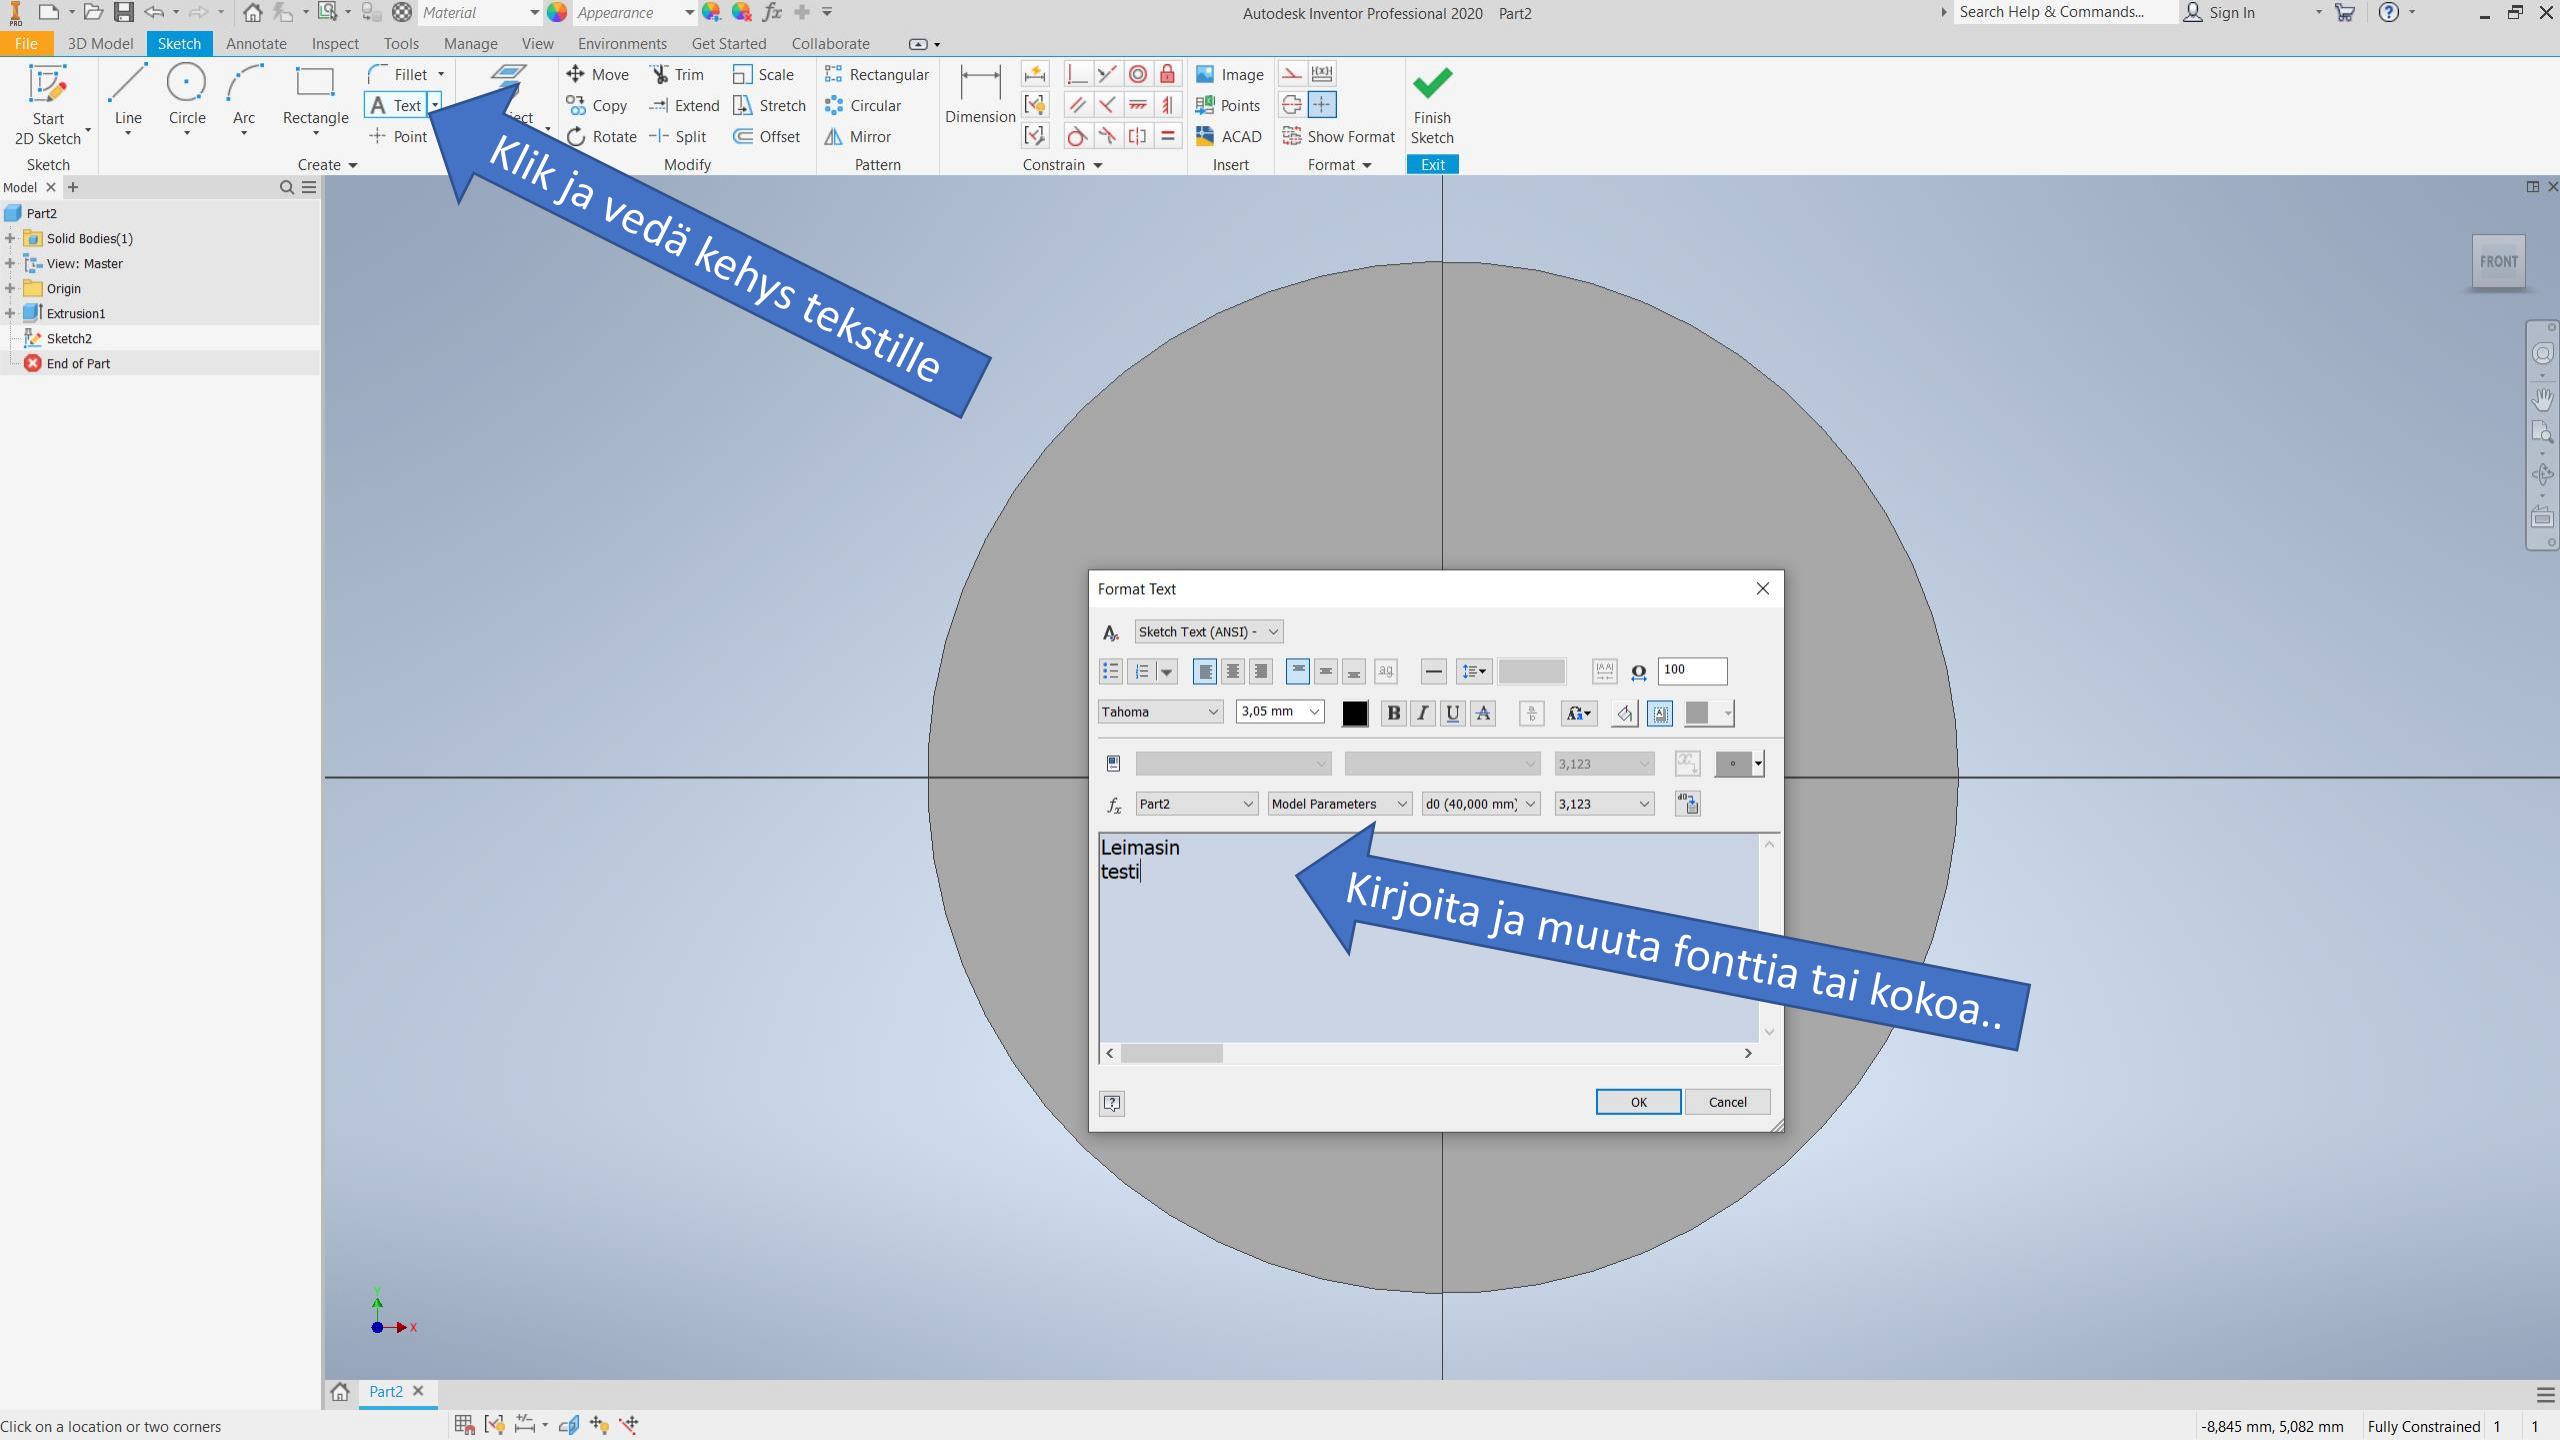 Material
Appearance
Autodesk Inventor Professional 2020 Part2
Search Help & Commands...
Sign In
PRO
File 3D Model Sketch Annotate Inspect Tools Manage View Environments Get Started Collaborate
Start
2D Sketch
Sketch
Line
Circle
Arc
Rectangle
Fillet
Text
Point
Create
Move
Copy
Rotate
Trim
Extend
Split
Scale
Stretch
Offset
Modify
Rectangular
Circular
Mirror
Pattern
Dimension
Constrain
Image
Points
ACAD
Insert
Show Format
Format
Finish
Sketch
Exit
Klik ja vedä kehys tekstille
Model
Part2
Solid Bodies(1)
View: Master
Origin
Extrusion1
Sketch2
End of Part
FRONT
Format Text
Sketch Text (ANSI) -
100
Tahoma
3,05 mm
3,123
Part2
Model Parameters
d0 (40,000 mm)
3,123
Leimasin
testi
Kirjoita ja muuta fonttia tai kokoa..
OK
Cancel
Y
X
Part2
Click on a location or two corners
-8,845 mm, 5,082 mm Fully Constrained 1 1